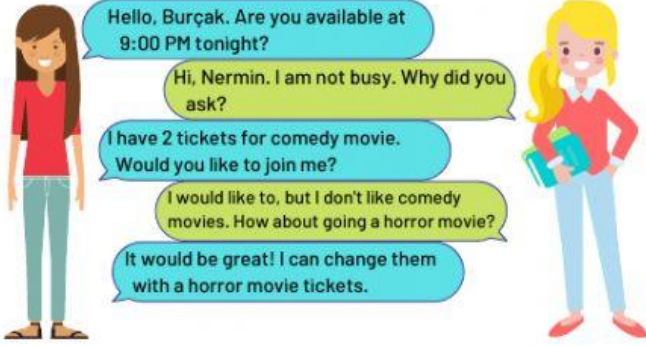 Hello, Burçak. Are you available at
9:00 PM tonight?
Hi, Nermin. I am not busy. Why did you
ask?
I have 2 tickets for comedy movie.
Would you like to join me?
I would like to, but I don't like comedy
movies. How about going a horror movie?
It would be great! I can change them
with a horror movie tickets.